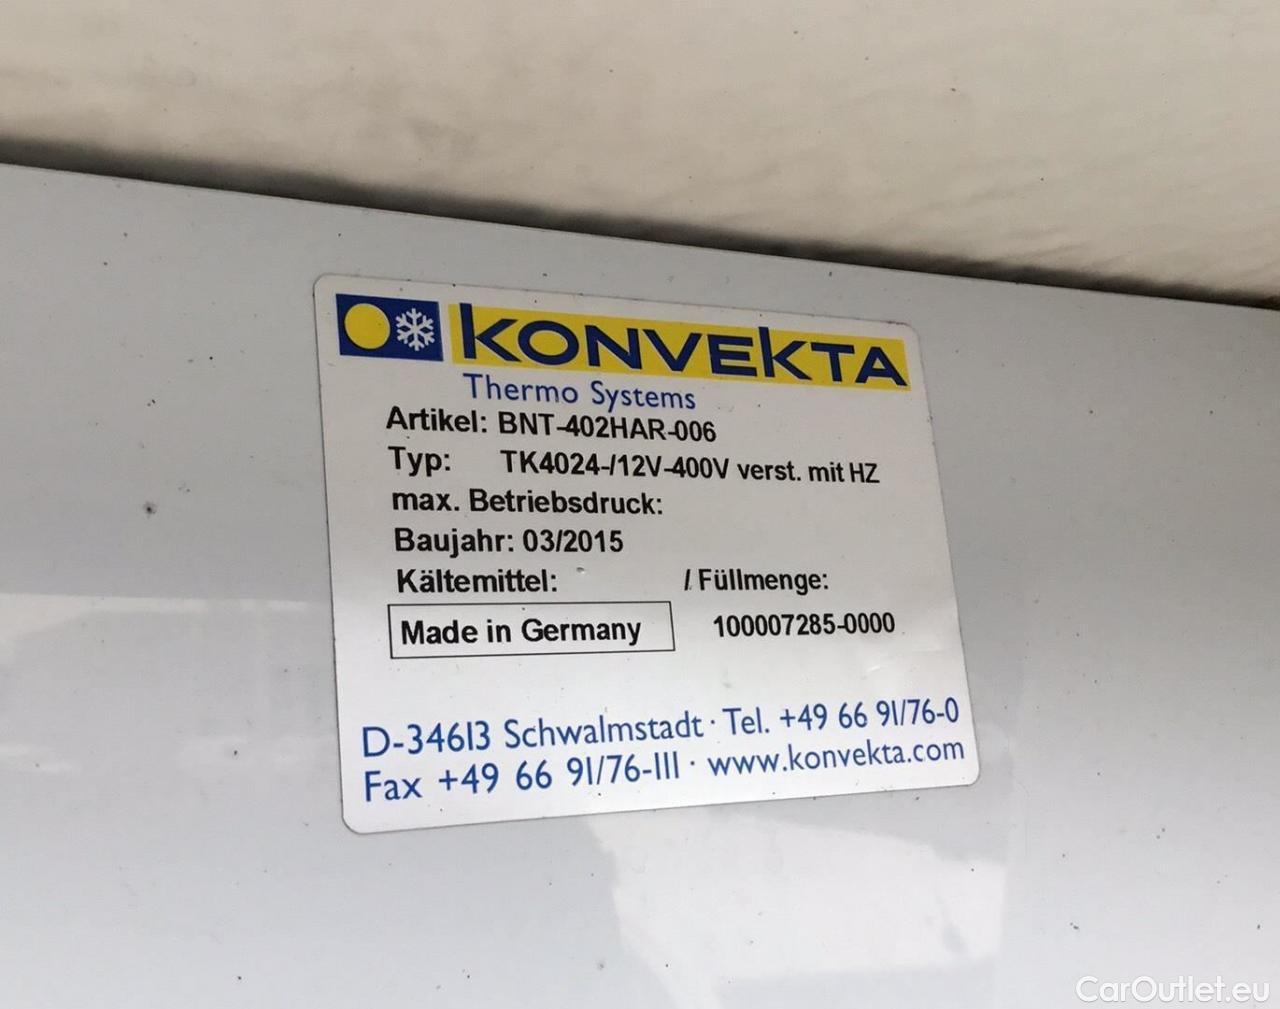 KONVEKTA
Thermo Systems
Artikel: BNT-402HAR-006
Typ: TK4024-/12V-400V verst. mit HZ
max. Betriebsdruck:
Baujahr: 03/2015
Kältemittel: / Füllmenge:
Made in Germany 100007285-0000
D-34613 Schwalmstadt · Tel. +49 66 91/76-0
Fax +49 66 91/76-111 · www.konvekta.com
CarOutlet.eu